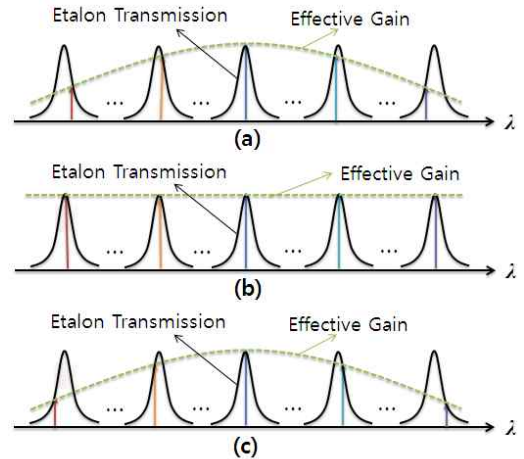 Etalon Transmission
Effective Gain
... ... ... ...
λ
(a)
Etalon Transmission
Effective Gain
... ... ... ...
λ
(b)
Etalon Transmission
Effective Gain
... ... ... ...
λ
(c)